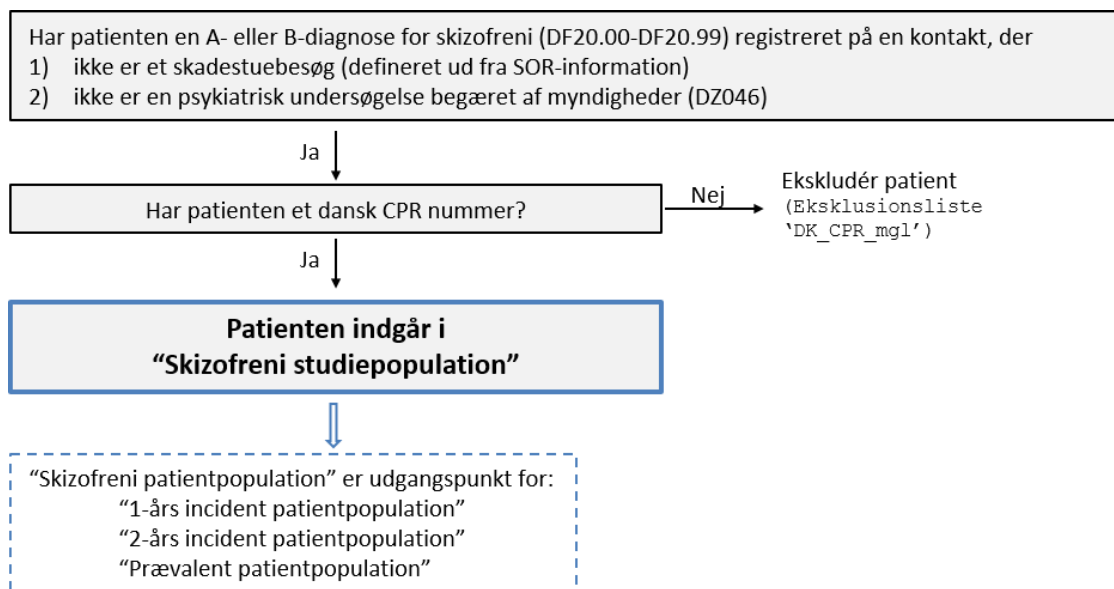 Har patienten en A- eller B-diagnose for skizofreni (DF20.00-DF20.99) registreret på en kontakt, der
1) ikke er et skadestuebesøg (defineret ud fra SOR-information)
2) ikke er en psykiatrisk undersøgelse begæret af myndigheder (DZ046)
Ja
Har patienten et dansk CPR nummer?
Nej
Ekskludér patient
(Eksklusionsliste
‘DK_CPR_mgl’)
Ja
Patienten indgår i
“Skizofreni studiepopulation”
“Skizofreni patientpopulation” er udgangspunkt for:
“1-års incident patientpopulation”
“2-års incident patientpopulation”
“Prævalent patientpopulation”